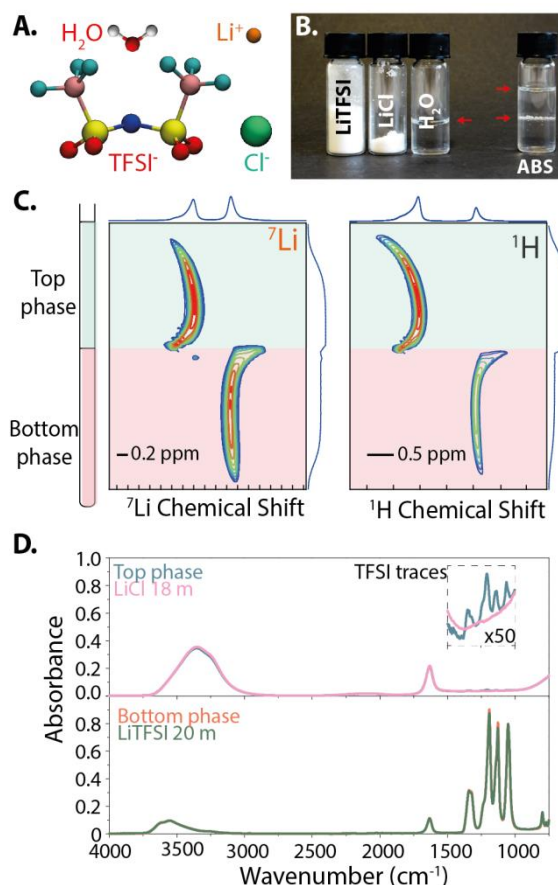 A.
H₂O
Li⁺
TFSI⁻
Cl⁻
B.
LiTFSI
LiCl
H₂O
ABS
C.
Top phase
Bottom phase
⁷Li
0.2 ppm
⁷Li Chemical Shift
¹H
0.5 ppm
¹H Chemical Shift
D.
Absorbance
1.0
0.8
0.6
0.4
0.2
0.0
Top phase
LiCl 18 m
TFSI traces
x50
0.8
0.6
0.4
0.2
0
Bottom phase
LiTFSI 20 m
4000 3500 2500 1500 1000
Wavenumber (cm⁻¹)